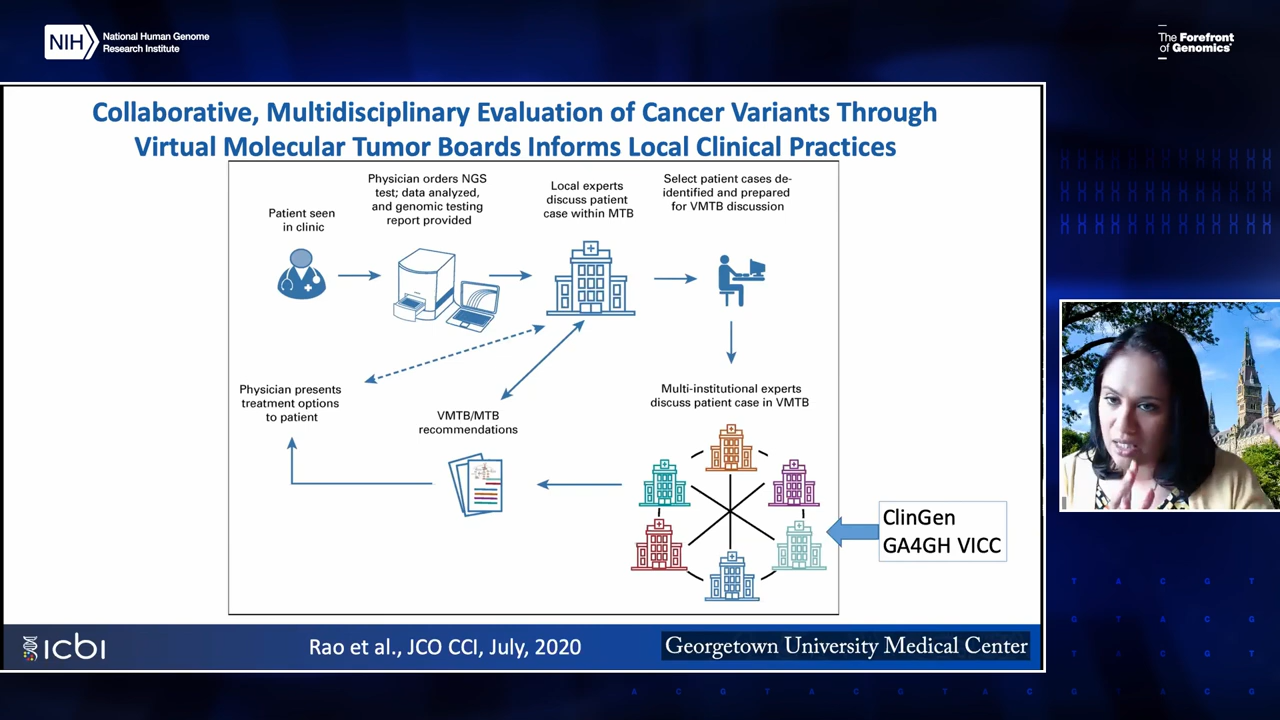 NIH
National Human Genome
Research Institute
The Forefront
of Genomics®
Collaborative, Multidisciplinary Evaluation of Cancer Variants Through
Virtual Molecular Tumor Boards Informs Local Clinical Practices
Patient seen
in clinic
Physician orders NGS
test; data analyzed,
and genomic testing
report provided
Local experts
discuss patient
case within MTB
Select patient cases de-
identified and prepared
for VMTB discussion
Physician presents
treatment options
to patient
VMTB/MTB
recommendations
Multi-institutional experts
discuss patient case in VMTB
ClinGen
GA4GH VICC
icbi
Rao et al., JCO CCI, July, 2020
Georgetown University Medical Center
T A C G T
A C Q T A C G T A C G T A C G